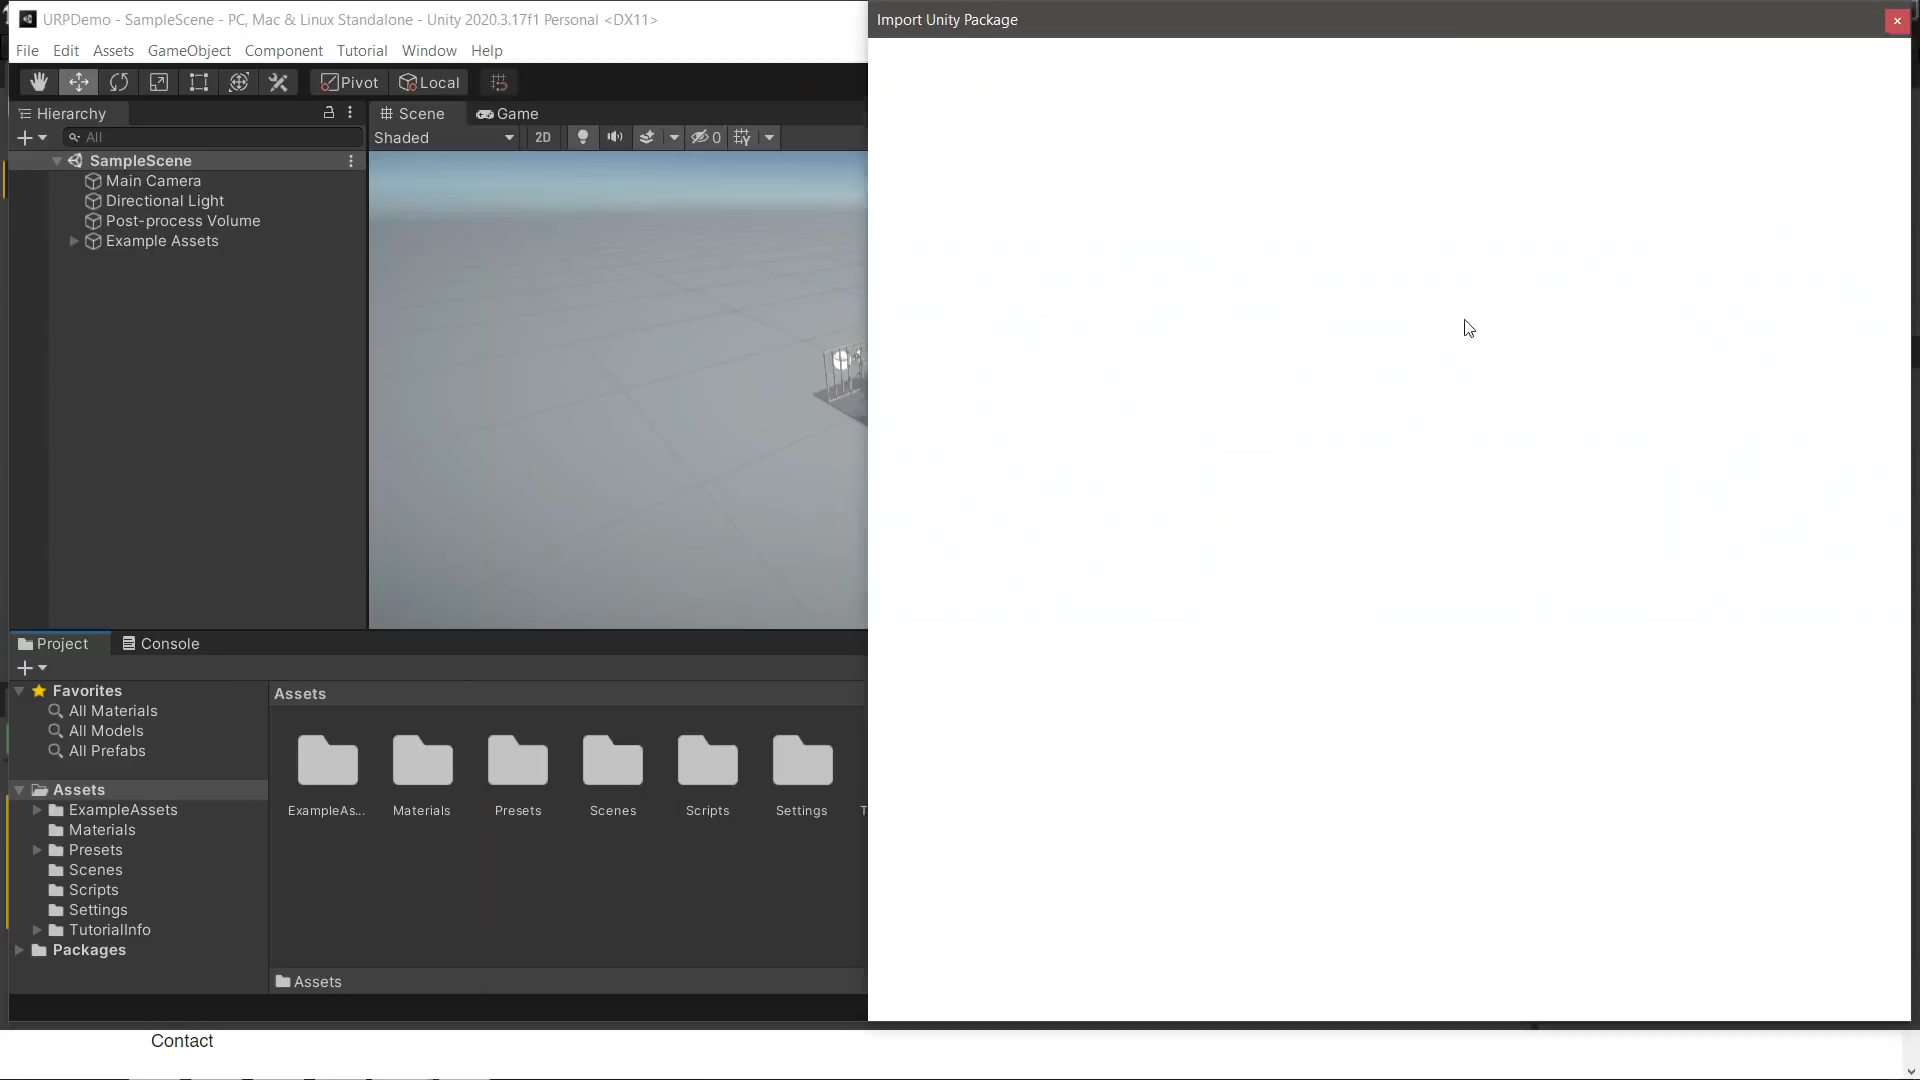 URPDemo - SampleScene - PC, Mac & Linux Standalone - Unity 2020.3.17f1 Personal <DX11>
Import Unity Package
File Edit Assets GameObject Component Tutorial Window Help
Pivot Local
Hierarchy
Scene Game
All
Shaded 2D 0
SampleScene
Main Camera
Directional Light
Post-process Volume
Example Assets
Project Console
Favorites
All Materials
All Models
All Prefabs
Assets
ExampleAssets
Materials
Presets
Scenes
Scripts
Settings
TutorialInfo
Packages
Assets
ExampleAs... Materials Presets Scenes Scripts Settings T
Assets
Contact